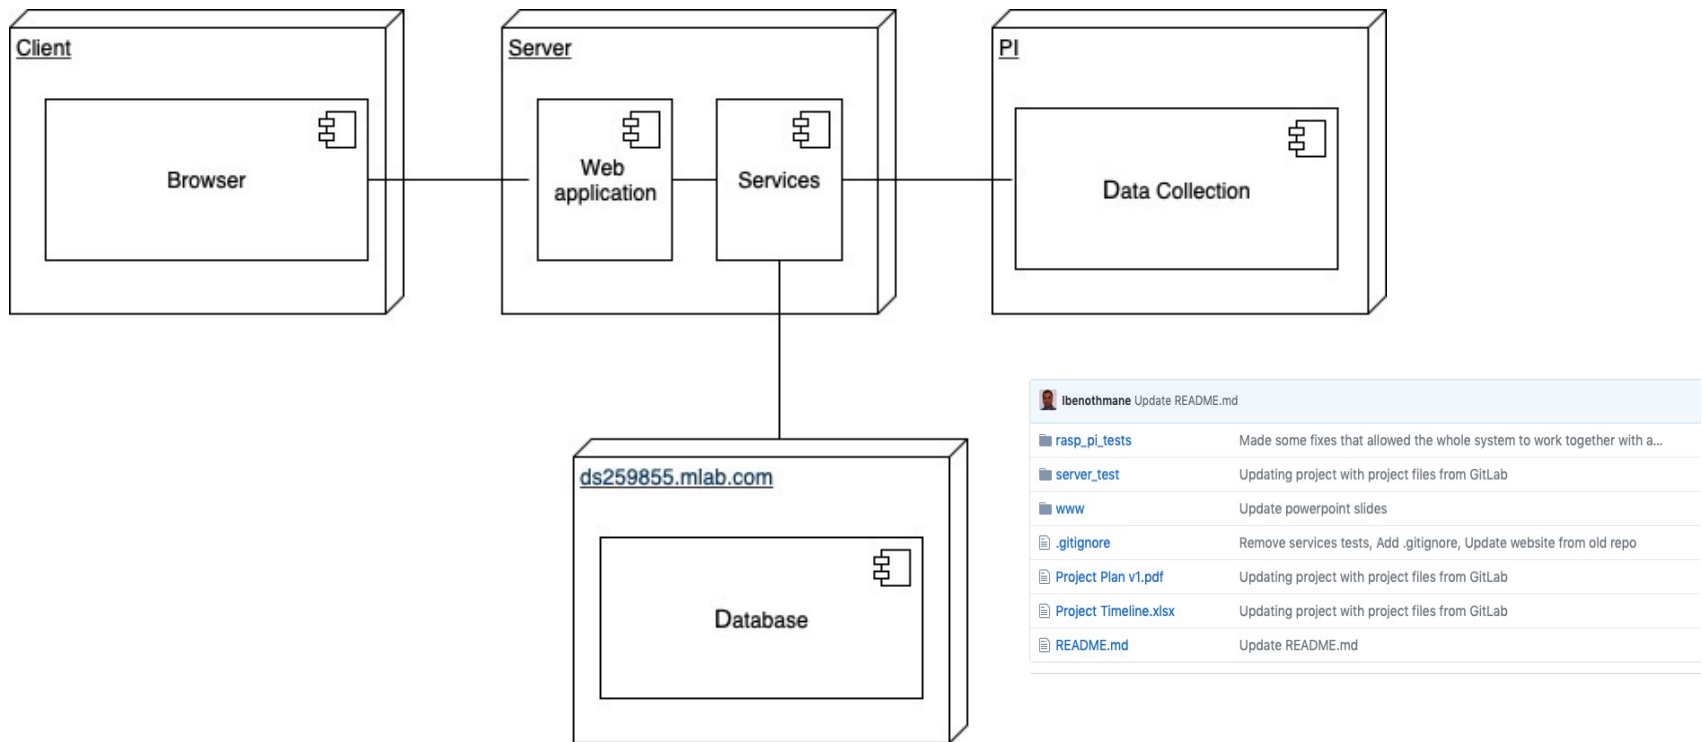 Client
Browser
Server
Web
application
Services
PI
Data Collection
ds259855.mlab.com
Database
lbenothmane Update README.md
rasp_pi_tests Made some fixes that allowed the whole system to work together with a...
server_test Updating project with project files from GitLab
www Update powerpoint slides
.gitignore Remove services tests, Add .gitignore, Update website from old repo
Project Plan v1.pdf Updating project with project files from GitLab
Project Timeline.xlsx Updating project with project files from GitLab
README.md Update README.md